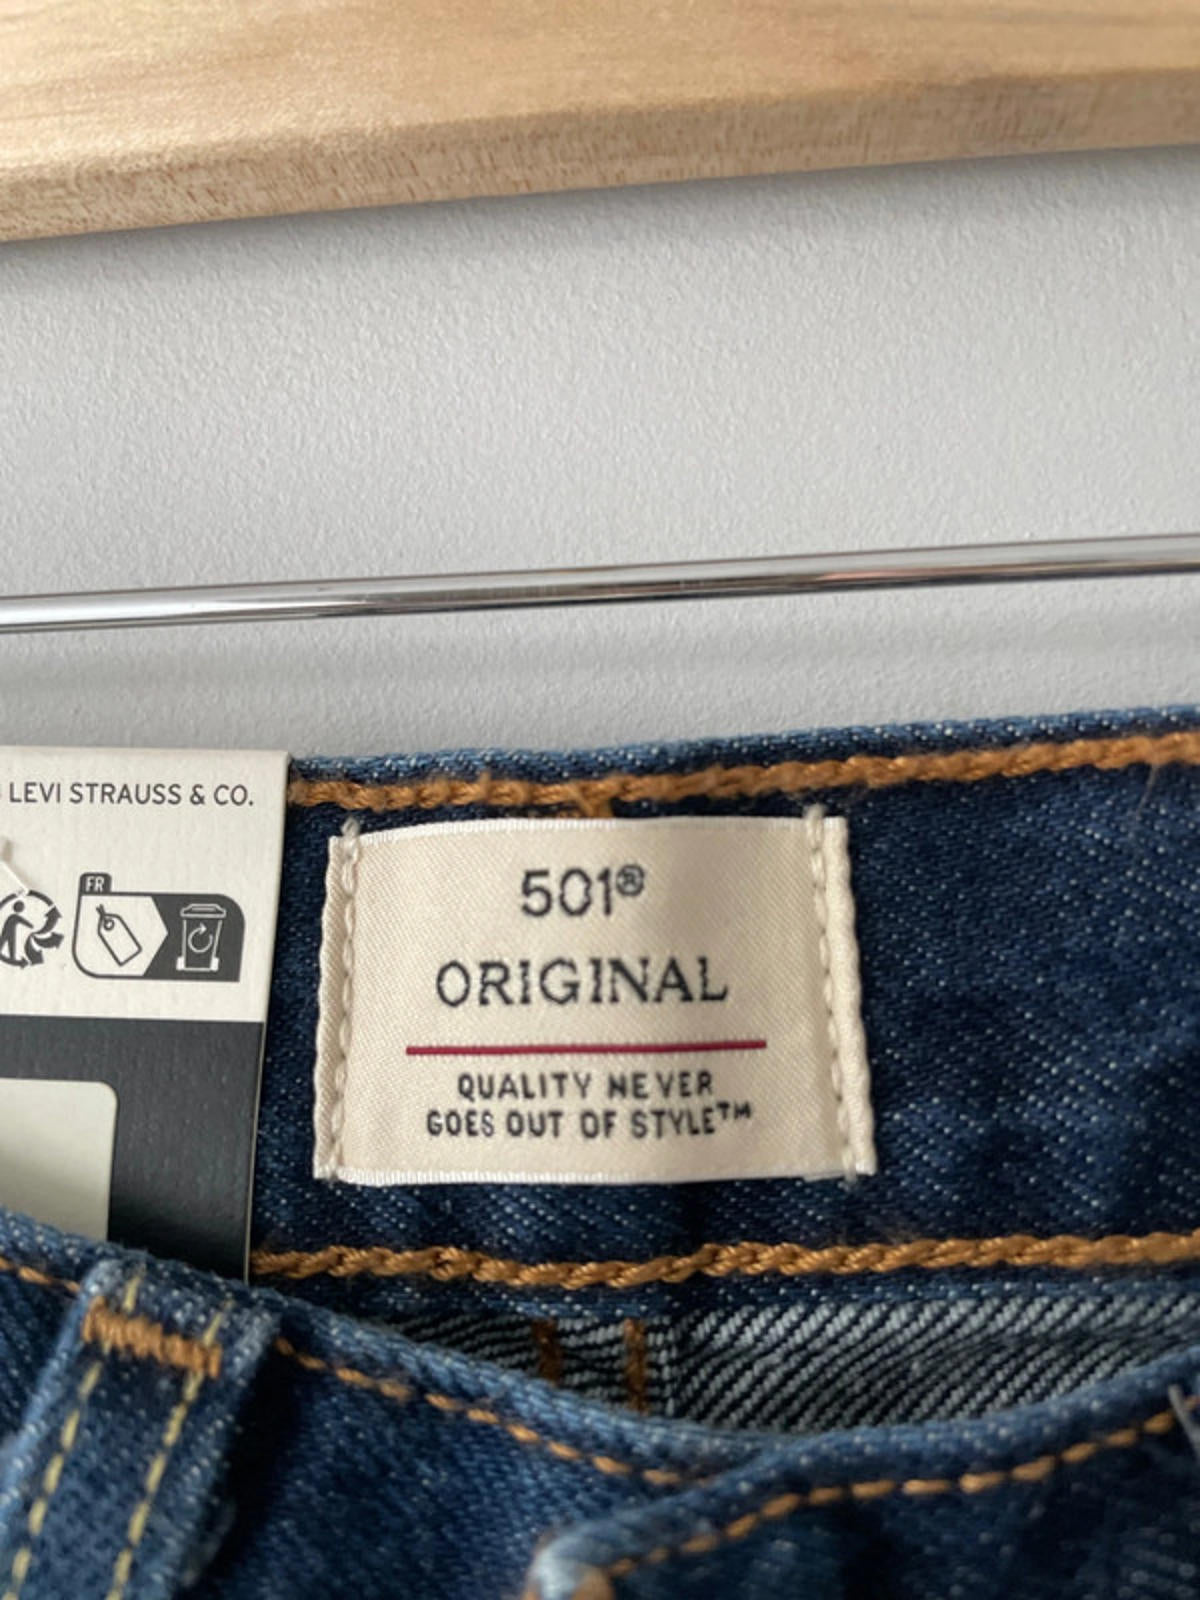 LEVI STRAUSS & CO.
FR
501®
ORIGINAL
QUALITY NEVER
GOES OUT OF STYLE™